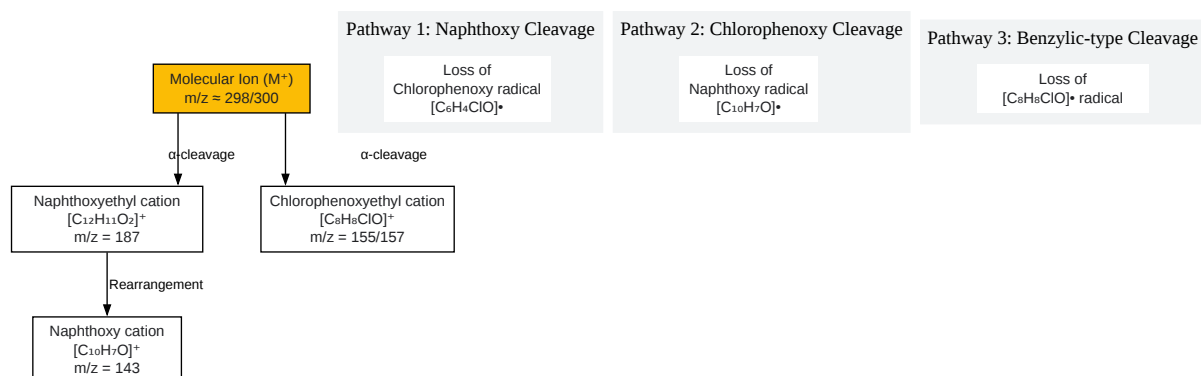 Pathway 1: Naphthoxy Cleavage
Loss of
Chlorophenoxy radical
[C₆H₄ClO]•
Pathway 2: Chlorophenoxy Cleavage
Loss of
Naphthoxy radical
[C₁₀H₇O]•
Pathway 3: Benzylic-type Cleavage
Loss of
[C₈H₈ClO]• radical
Molecular Ion (M⁺)
m/z ≈ 298/300
α-cleavage
α-cleavage
Naphthoxyethyl cation
[C₁₂H₁₁O₂]⁺
m/z = 187
Chlorophenoxyethyl cation
[C₈H₈ClO]⁺
m/z = 155/157
Rearrangement
Naphthoxy cation
[C₁₀H₇O]⁺
m/z = 143